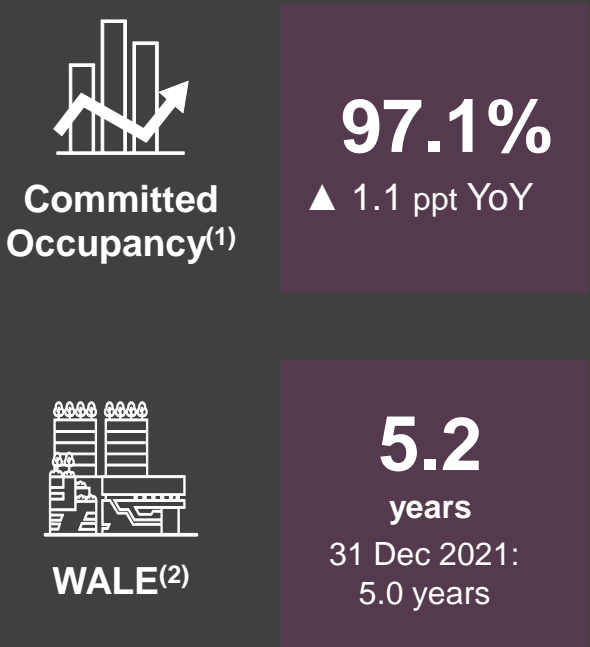 97.1%
▲ 1.1 ppt YoY
Committed
Occupancy(1)
5.2
years
31 Dec 2021:
5.0 years
WALE(2)